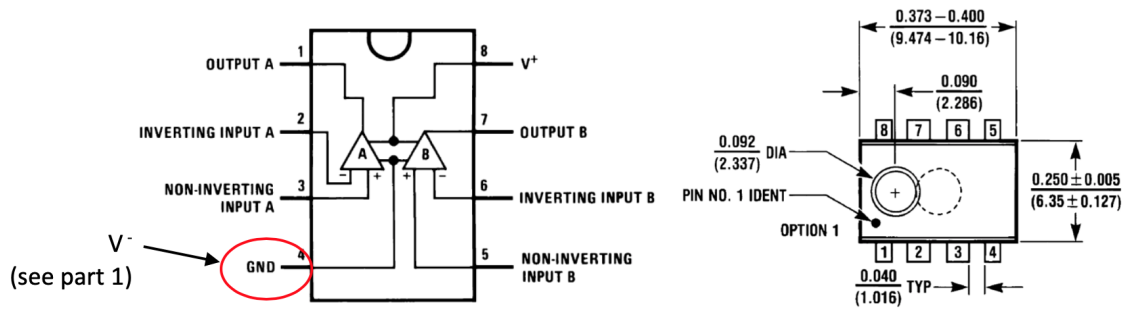 1
OUTPUT A
2
INVERTING INPUT A
3
NON-INVERTING
INPUT A
4
GND
V-
(see part 1)
8
V+
7
OUTPUT B
6
INVERTING INPUT B
5
NON-INVERTING
INPUT B
A
B
- +
+ -
0.373-0.400
(9.474-10.16)
0.090
(2.286)
8 7 6 5
0.092
(2.337) DIA
+
PIN NO. 1 IDENT
OPTION 1
0.250±0.005
(6.35±0.127)
1 2 3 4
0.040
(1.016) TYP